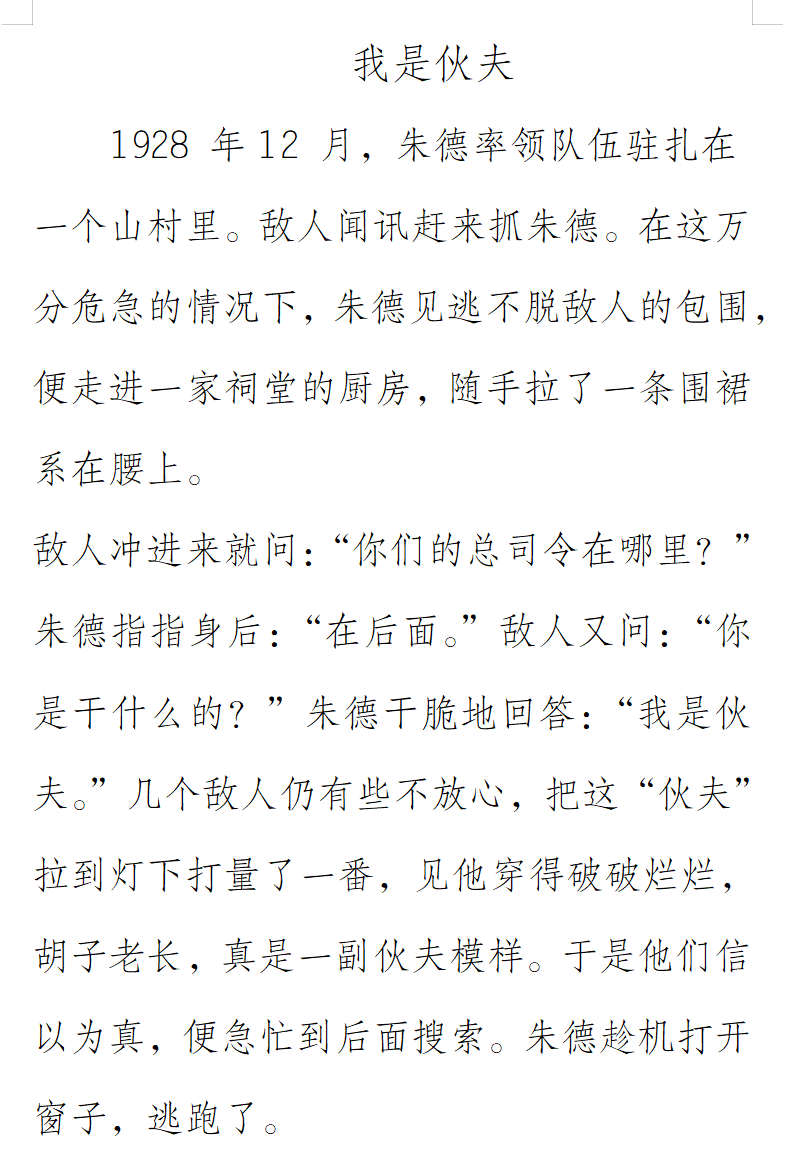 我是伙夫
1928 年12 月，朱德率领队伍驻扎在
一个山村里。敌人闻讯赶来抓朱德。在这万
分危急的情况下，朱德见逃不脱敌人的包围，
便走进一家祠堂的厨房，随手拉了一条围裙
系在腰上。
敌人冲进来就问：“你们的总司令在哪里？”
朱德指指身后：“在后面。”敌人又问：“你
是干什么的？”朱德干脆地回答：“我是伙
夫。”几个敌人仍有些不放心，把这“伙夫”
拉到灯下打量了一番，见他穿得破破烂烂，
胡子老长，真是一副伙夫模样。于是他们信
以为真，便急忙到后面搜索。朱德趁机打开
窗子，逃跑了。